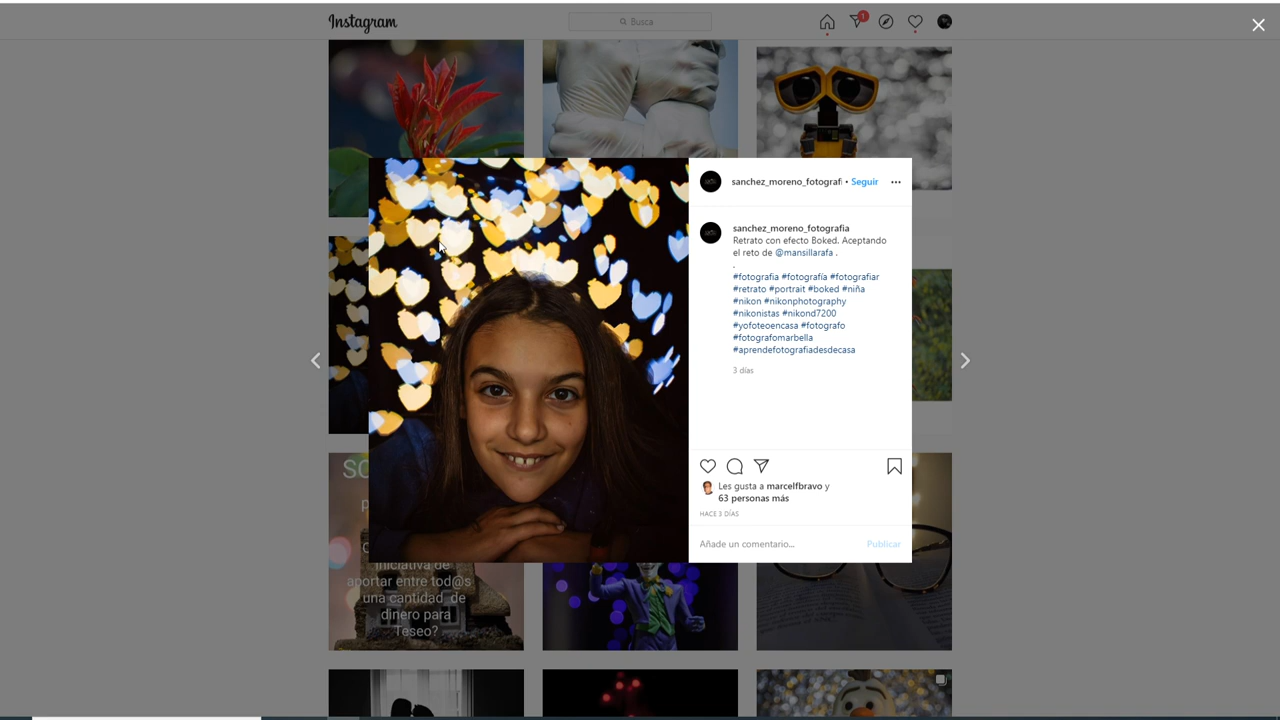 Instagram
Busca
1
sanchez_moreno_fotografi • Seguir
sanchez_moreno_fotografia
Retrato con efecto Boked. Aceptando
el reto de @mansillarafa .
.
#fotografia #fotografía #fotografiar
#retrato #portrait #boked #niña
#nikon #nikonphotography
#nikonistas #nikond7200
#yofoteoencasa #fotografo
#fotografomarbella
#aprendefotografiadesdecasa
3 días
Les gusta a marcelfbravo y
63 personas más
HACE 3 DÍAS
Añade un comentario...
Publicar
SO
iniciativa de
aportar entre tod@s
una cantidad de
dinero para
Teseo?